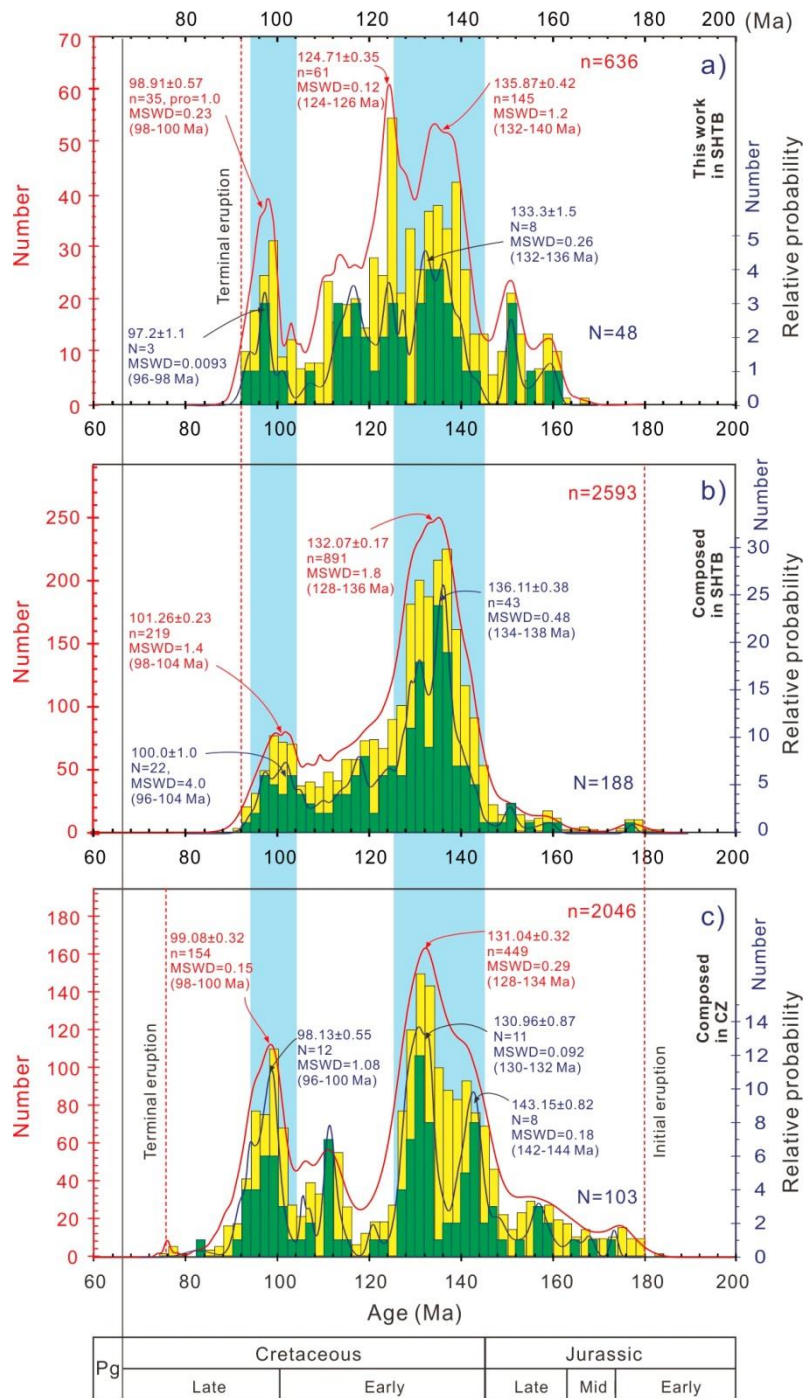 80 100 120 140 160 180 200 (Ma)
a)
n=636
This work
in SHTB
98.91±0.57
n=35, pro=1.0
MSWD=0.23
(98-100 Ma)
124.71±0.35
n=61
MSWD=0.12
(124-126 Ma)
135.87±0.42
n=145
MSWD=1.2
(132-140 Ma)
133.3±1.5
N=8
MSWD=0.26
(132-136 Ma)
97.2±1.1
N=3
MSWD=0.0093
(96-98 Ma)
Terminal eruption
N=48
Number
70
60
50
40
30
20
10
0
Number
Relative probability
6
5
4
3
2
1
0
60 80 100 120 140 160 180 200
b)
n=2593
Composed
in SHTB
132.07±0.17
n=891
MSWD=1.8
(128-136 Ma)
136.11±0.38
n=43
MSWD=0.48
(134-138 Ma)
101.26±0.23
n=219
MSWD=1.4
(98-104 Ma)
100.0±1.0
N=22,
MSWD=4.0
(96-104 Ma)
N=188
Number
250
200
150
100
50
0
Number
Relative probability
30
25
20
15
10
5
0
60 80 100 120 140 160 180 200
c)
n=2046
Composed
in CZ
99.08±0.32
n=154
MSWD=0.15
(98-100 Ma)
131.04±0.32
n=449
MSWD=0.29
(128-134 Ma)
98.13±0.55
N=12
MSWD=1.08
(96-100 Ma)
130.96±0.87
N=11
MSWD=0.092
(130-132 Ma)
143.15±0.82
N=8
MSWD=0.18
(142-144 Ma)
Terminal eruption
Initial eruption
N=103
Number
180
160
140
120
100
80
60
40
20
0
Number
Relative probability
14
12
10
8
6
4
2
0
60 80 100 120 140 160 180 200
Age (Ma)
Pg Cretaceous Jurassic
Late Early Late Mid Early